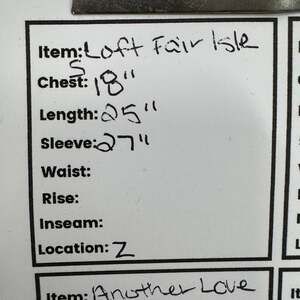 Item: Loft Fair Isle
S
Chest: 18"
Length: 25"
Sleeve: 27"
Waist:
Rise:
Inseam:
Location: Z
Item: Another Love